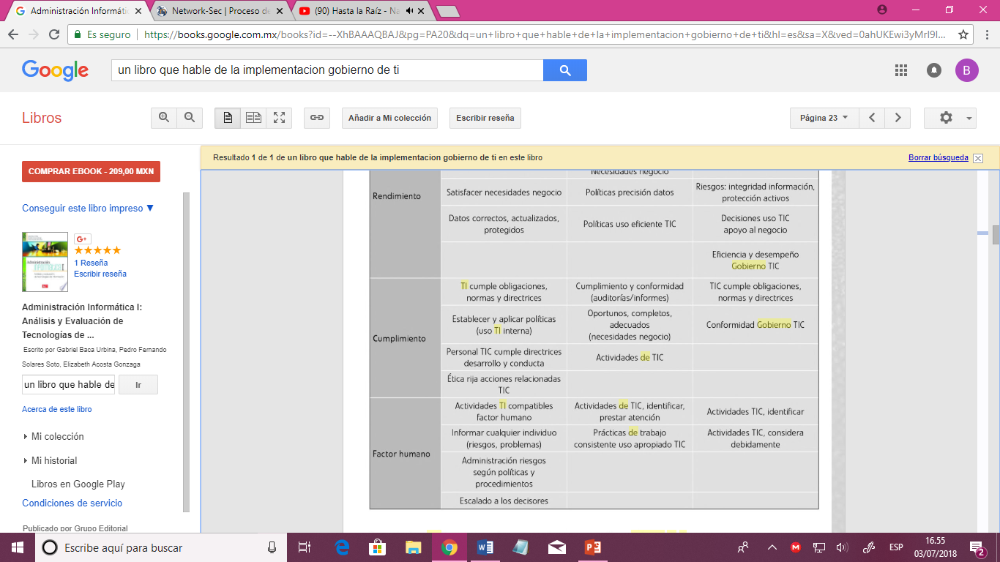 Administración Informátic
Network-Sec | Proceso de
(90) Hasta la Raíz - Na
Es seguro
https://books.google.com.mx/books?id=--XhBAAAQBAJ&pg=PA20&dq=un+libro+que+hable+de+la+implementacion+gobierno+de+ti&hl=es&sa=X&ved=0ahUKEwi3yMrI9I...
Google
un libro que hable de la implementacion gobierno de ti
B
Libros
Añadir a Mi colección
Escribir reseña
Página 23
Resultado 1 de 1 de un libro que hable de la implementacion gobierno de ti en este libro
Borrar búsqueda
COMPRAR EBOOK - 209,00 MXN
Conseguir este libro impreso ▼
G+
1 Reseña
Escribir reseña
Administración Informática I:
Análisis y Evaluación de
Tecnologías de ...
Escrito por Gabriel Baca Urbina, Pedro Fernando
Solares Soto, Elizabeth Acosta Gonzaga
un libro que hable de
Ir
Acerca de este libro
Mi colección
Mi historial
Libros en Google Play
Condiciones de servicio
Publicado por Grupo Editorial
Necesidades negocio
Rendimiento
Satisfacer necesidades negocio
Políticas precisión datos
Riesgos: integridad información,
protección activos
Datos correctos, actualizados,
protegidos
Políticas uso eficiente TIC
Decisiones uso TIC
apoyo al negocio
Eficiencia y desempeño
Gobierno TIC
Cumplimiento
TI cumple obligaciones,
normas y directrices
Cumplimiento y conformidad
(auditorías/informes)
TIC cumple obligaciones,
normas y directrices
Establecer y aplicar políticas
(uso TI interna)
Oportunos, completos,
adecuados
(necesidades negocio)
Conformidad Gobierno TIC
Personal TIC cumple directrices
desarrollo y conducta
Actividades de TIC
Ética rija acciones relacionadas
TIC
Factor humano
Actividades TI compatibles
factor humano
Actividades de TIC, identificar,
prestar atención
Actividades TIC, identificar
Informar cualquier individuo
(riesgos, problemas)
Prácticas de trabajo
consistente uso apropiado TIC
Actividades TIC, considera
debidamente
Administración riesgos
según políticas y
procedimientos
Escalado a los decisores
Escribe aquí para buscar
ESP
16.55
03/07/2018
2